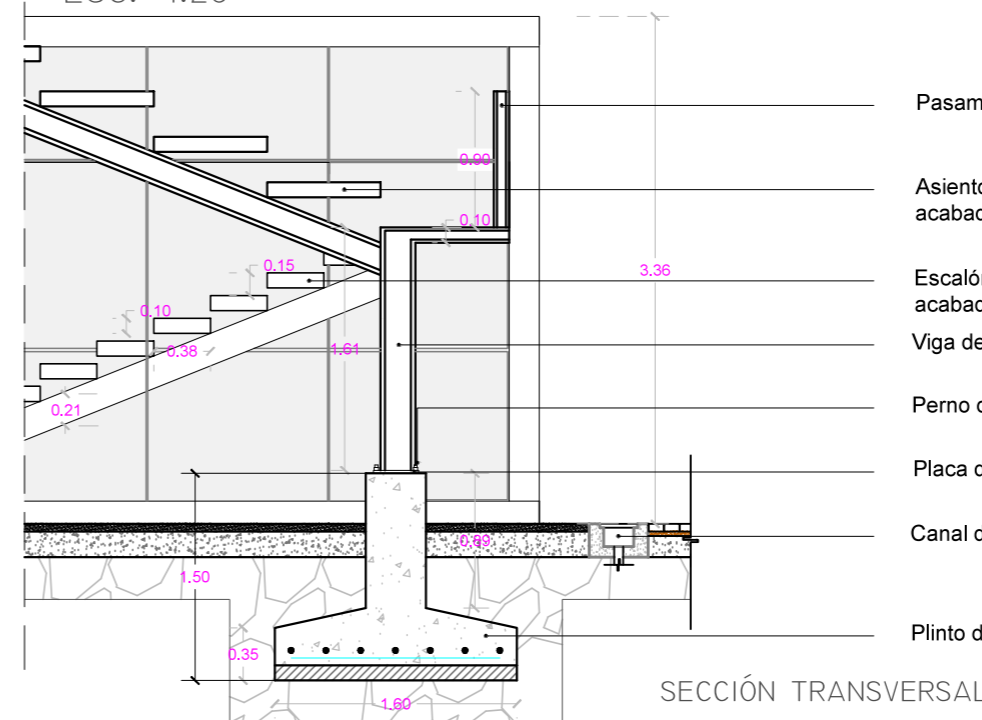 Pasam
0.90
Asiento
acabad
0.10
3.36
0.15
Escalón
acabad
0.10
Viga de
0.38
1.61
0.21
Perno d
Placa d
Canal d
0.89
1.50
Plinto d
0.35
SECCIÓN TRANSVERSAL
1.60